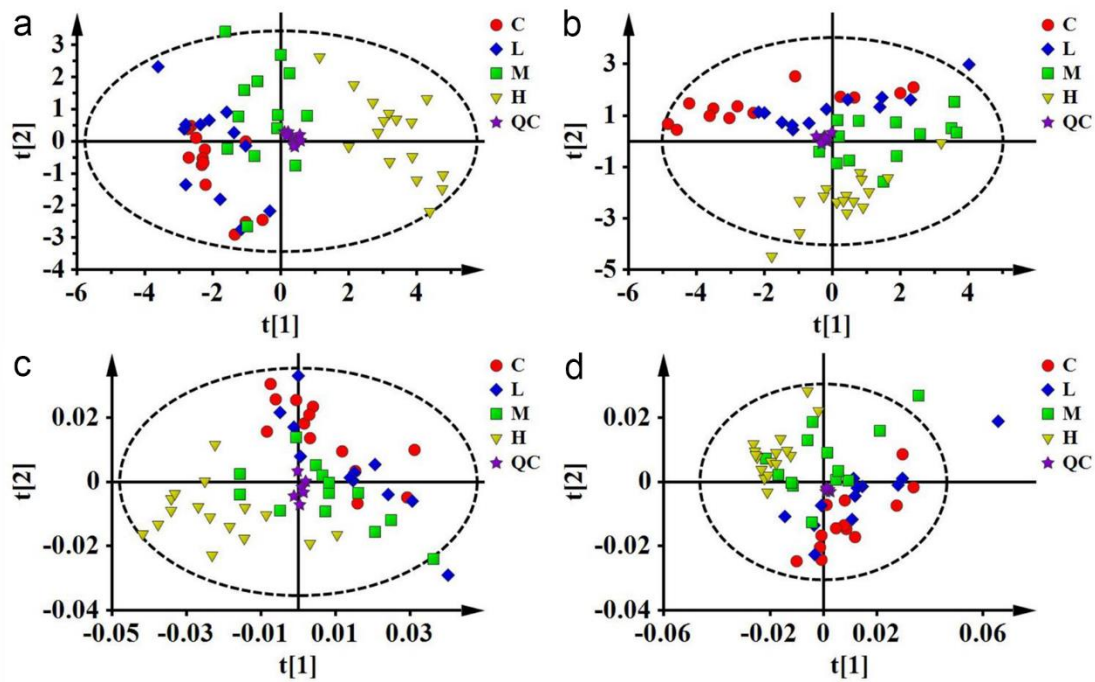 a
C
L
M
H
QC
3
2
1
0
-1
-2
-3
-4
t[2]
-6 -4 -2 0 2 4 6
t[1]
b
C
L
M
H
QC
3
1
-1
-3
-5
t[2]
-6 -4 -2 0 2 4 6
t[1]
c
C
L
M
H
QC
0.02
0
-0.02
-0.04
t[2]
-0.05 -0.03 -0.01 0.01 0.03
t[1]
d
C
L
M
H
QC
0.02
0
-0.02
-0.04
t[2]
-0.06 -0.02 0 0.02 0.06
t[1]